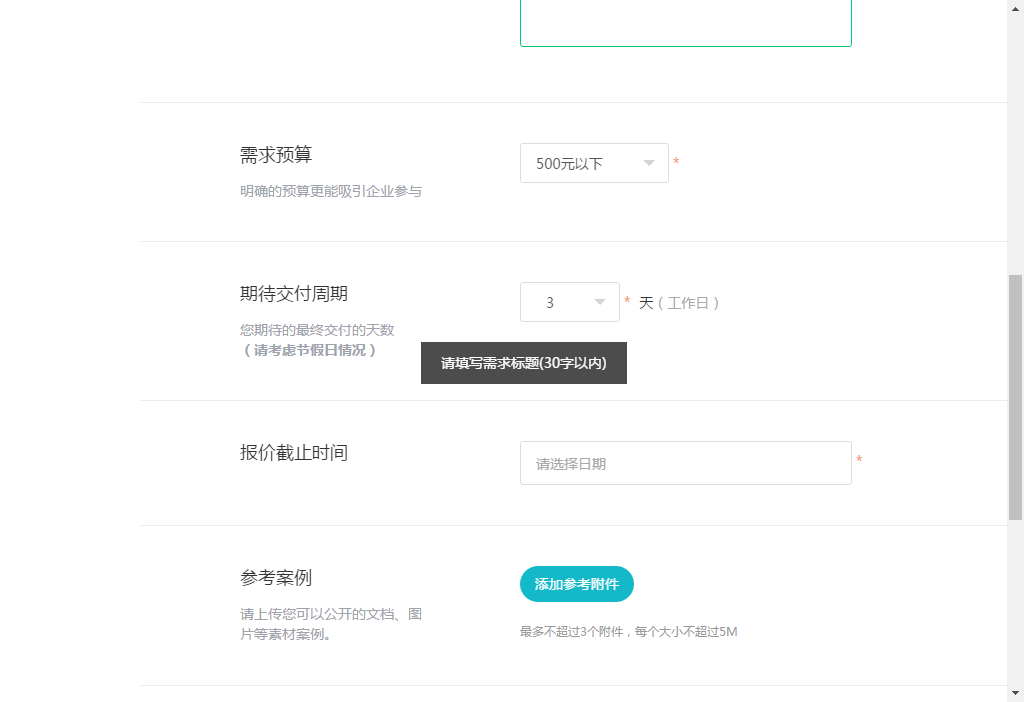 需求预算
500元以下 *
明确的预算更能吸引企业参与
期待交付周期
3 * 天（工作日）
您期待的最终交付的天数
（请考虑节假日情况）
请填写需求标题(30字以内)
报价截止时间
请选择日期 *
参考案例
添加参考附件
请上传您可以公开的文档、图
片等素材案例。
最多不超过3个附件，每个大小不超过5M